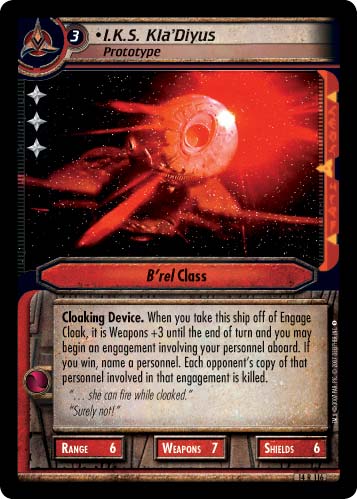 3 •I.K.S. Kla'Diyus
Prototype
B'rel Class
Cloaking Device. When you take this ship off of Engage
Cloak, it is Weapons +3 until the end of turn and you may
begin an engagement involving your personnel aboard. If
you win, name a personnel. Each opponent's copy of that
personnel involved in that engagement is killed.
"... she can fire while cloaked."
"Surely not!"
RANGE 6 WEAPONS 7 SHIELDS 6
14 R 116